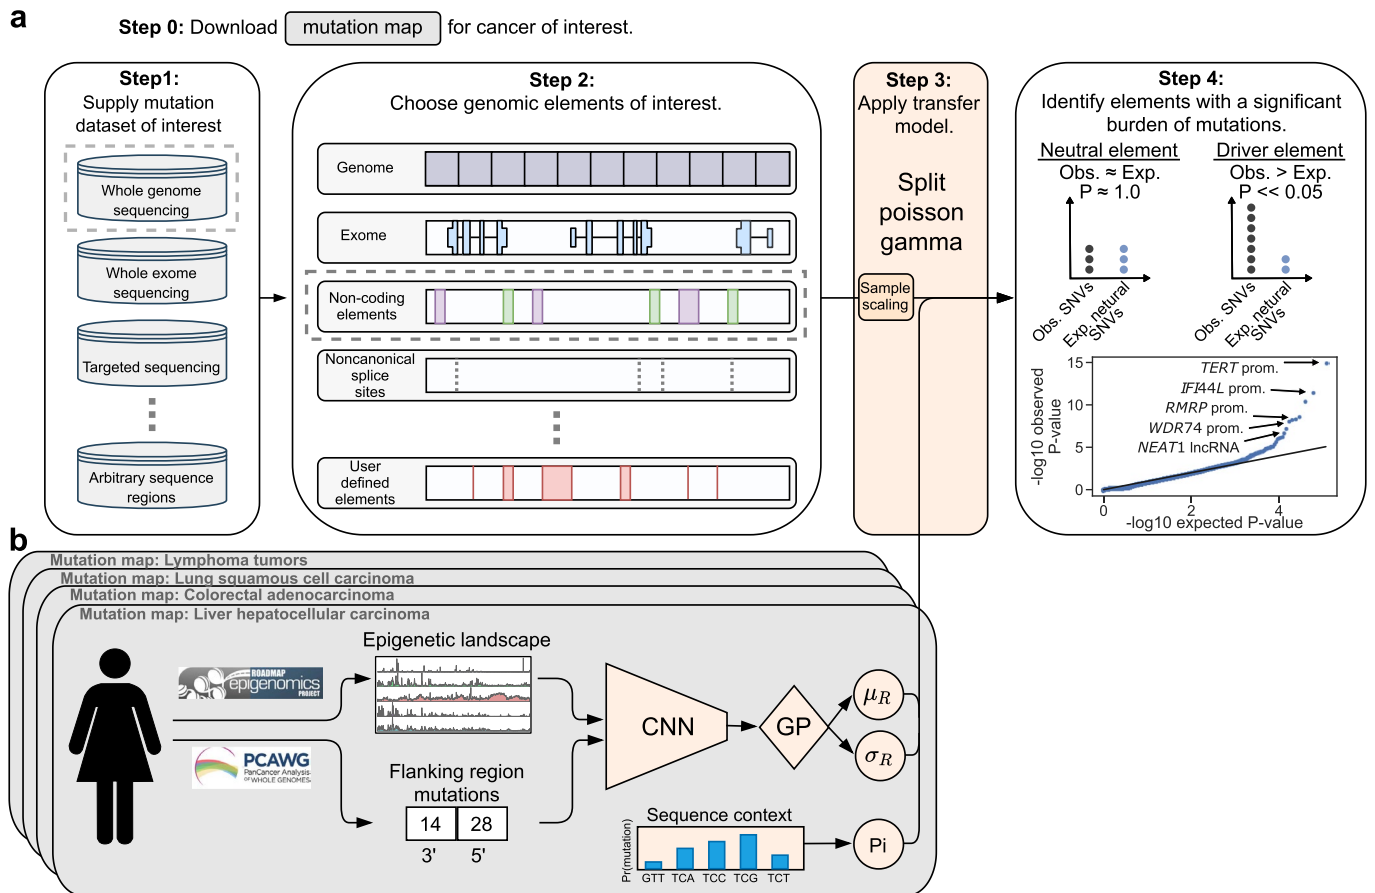 a
Step 0: Download mutation map for cancer of interest.
Step1:
Supply mutation
dataset of interest
Whole genome
sequencing
Whole exome
sequencing
Targeted sequencing
Arbitrary sequence
regions
Step 2:
Choose genomic elements of interest.
Genome
Exome
Non-coding
elements
Noncanonical
splice
sites
User
defined
elements
Step 3:
Apply transfer
model.
Split
poisson
gamma
Sample
scaling
Step 4:
Identify elements with a significant
burden of mutations.
Neutral element
Obs. ≈ Exp.
P ≈ 1.0
Obs. SNVs
Exp. netural
SNVs
Driver element
Obs. > Exp.
P << 0.05
Obs. SNVs
Exp. netural
SNVs
-log10 observed
P-value
15
10
5
0
TERT prom.
IFI44L prom.
RMRP prom.
WDR74 prom.
NEAT1 lcRNA
0 2 4
-log10 expected P-value
b
Mutation map: Lymphoma tumors
Mutation map: Lung squamous cell carcinoma
Mutation map: Colorectal adenocarcinoma
Mutation map: Liver hepatocellular carcinoma
ROADMAP
epigenomics
PROJECT
PCAWG
PanCancer Analysis
OF WHOLE GENOMES
Epigenetic landscape
Flanking region
mutations
14 28
3' 5'
CNN
GP
μR
σR
Sequence context
Pr(mutation)
GTT TCA TCC TCG TCT
Pi